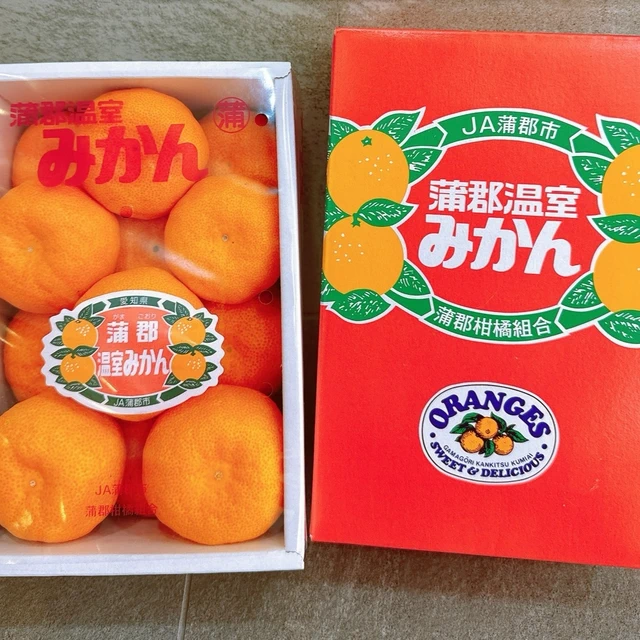 蒲郡温室
蒲
みかん
愛知県
がま こおり
蒲郡
温室みかん
JA蒲郡市
JA蒲
蒲郡柑橘組合
JA蒲郡市
蒲郡温室
みかん
蒲郡柑橘組合
ORANGES
GAMAGŌRI KANKITSU KUMIAI
• SWEET & DELICIOUS •